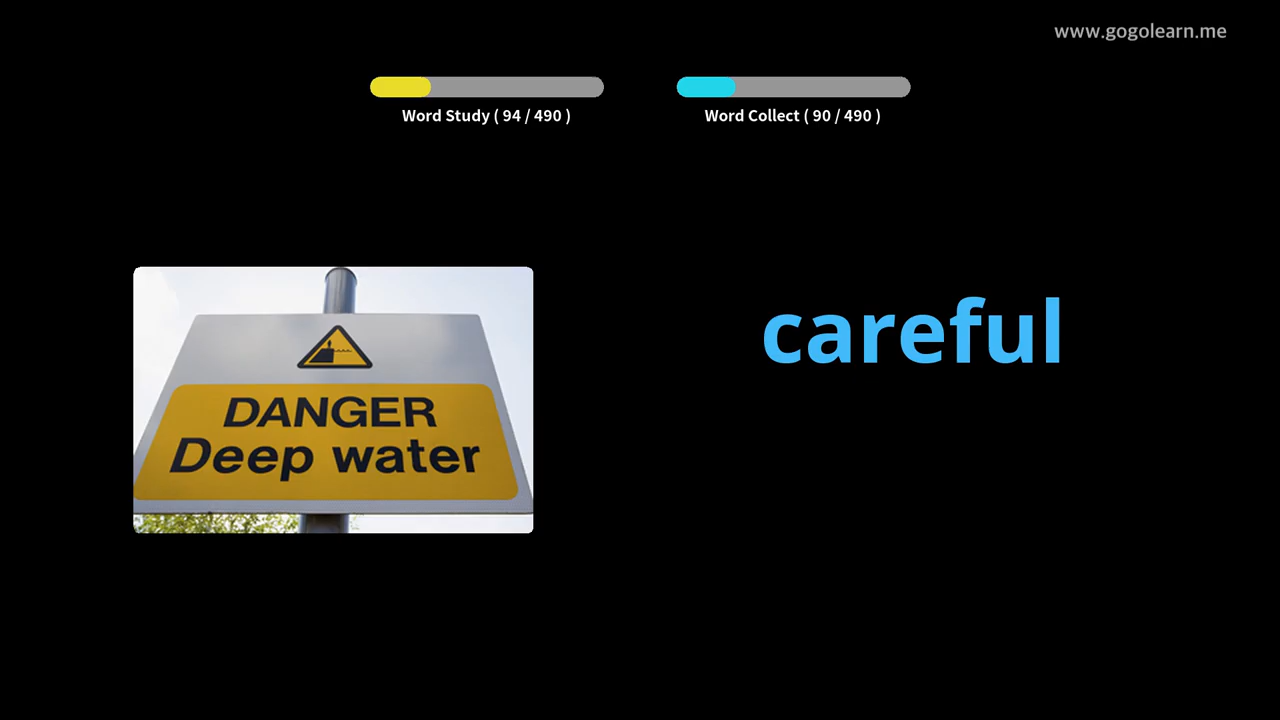 www.gogolearn.me
Word Study ( 94 / 490 )
Word Collect ( 90 / 490 )
careful
DANGER
Deep water